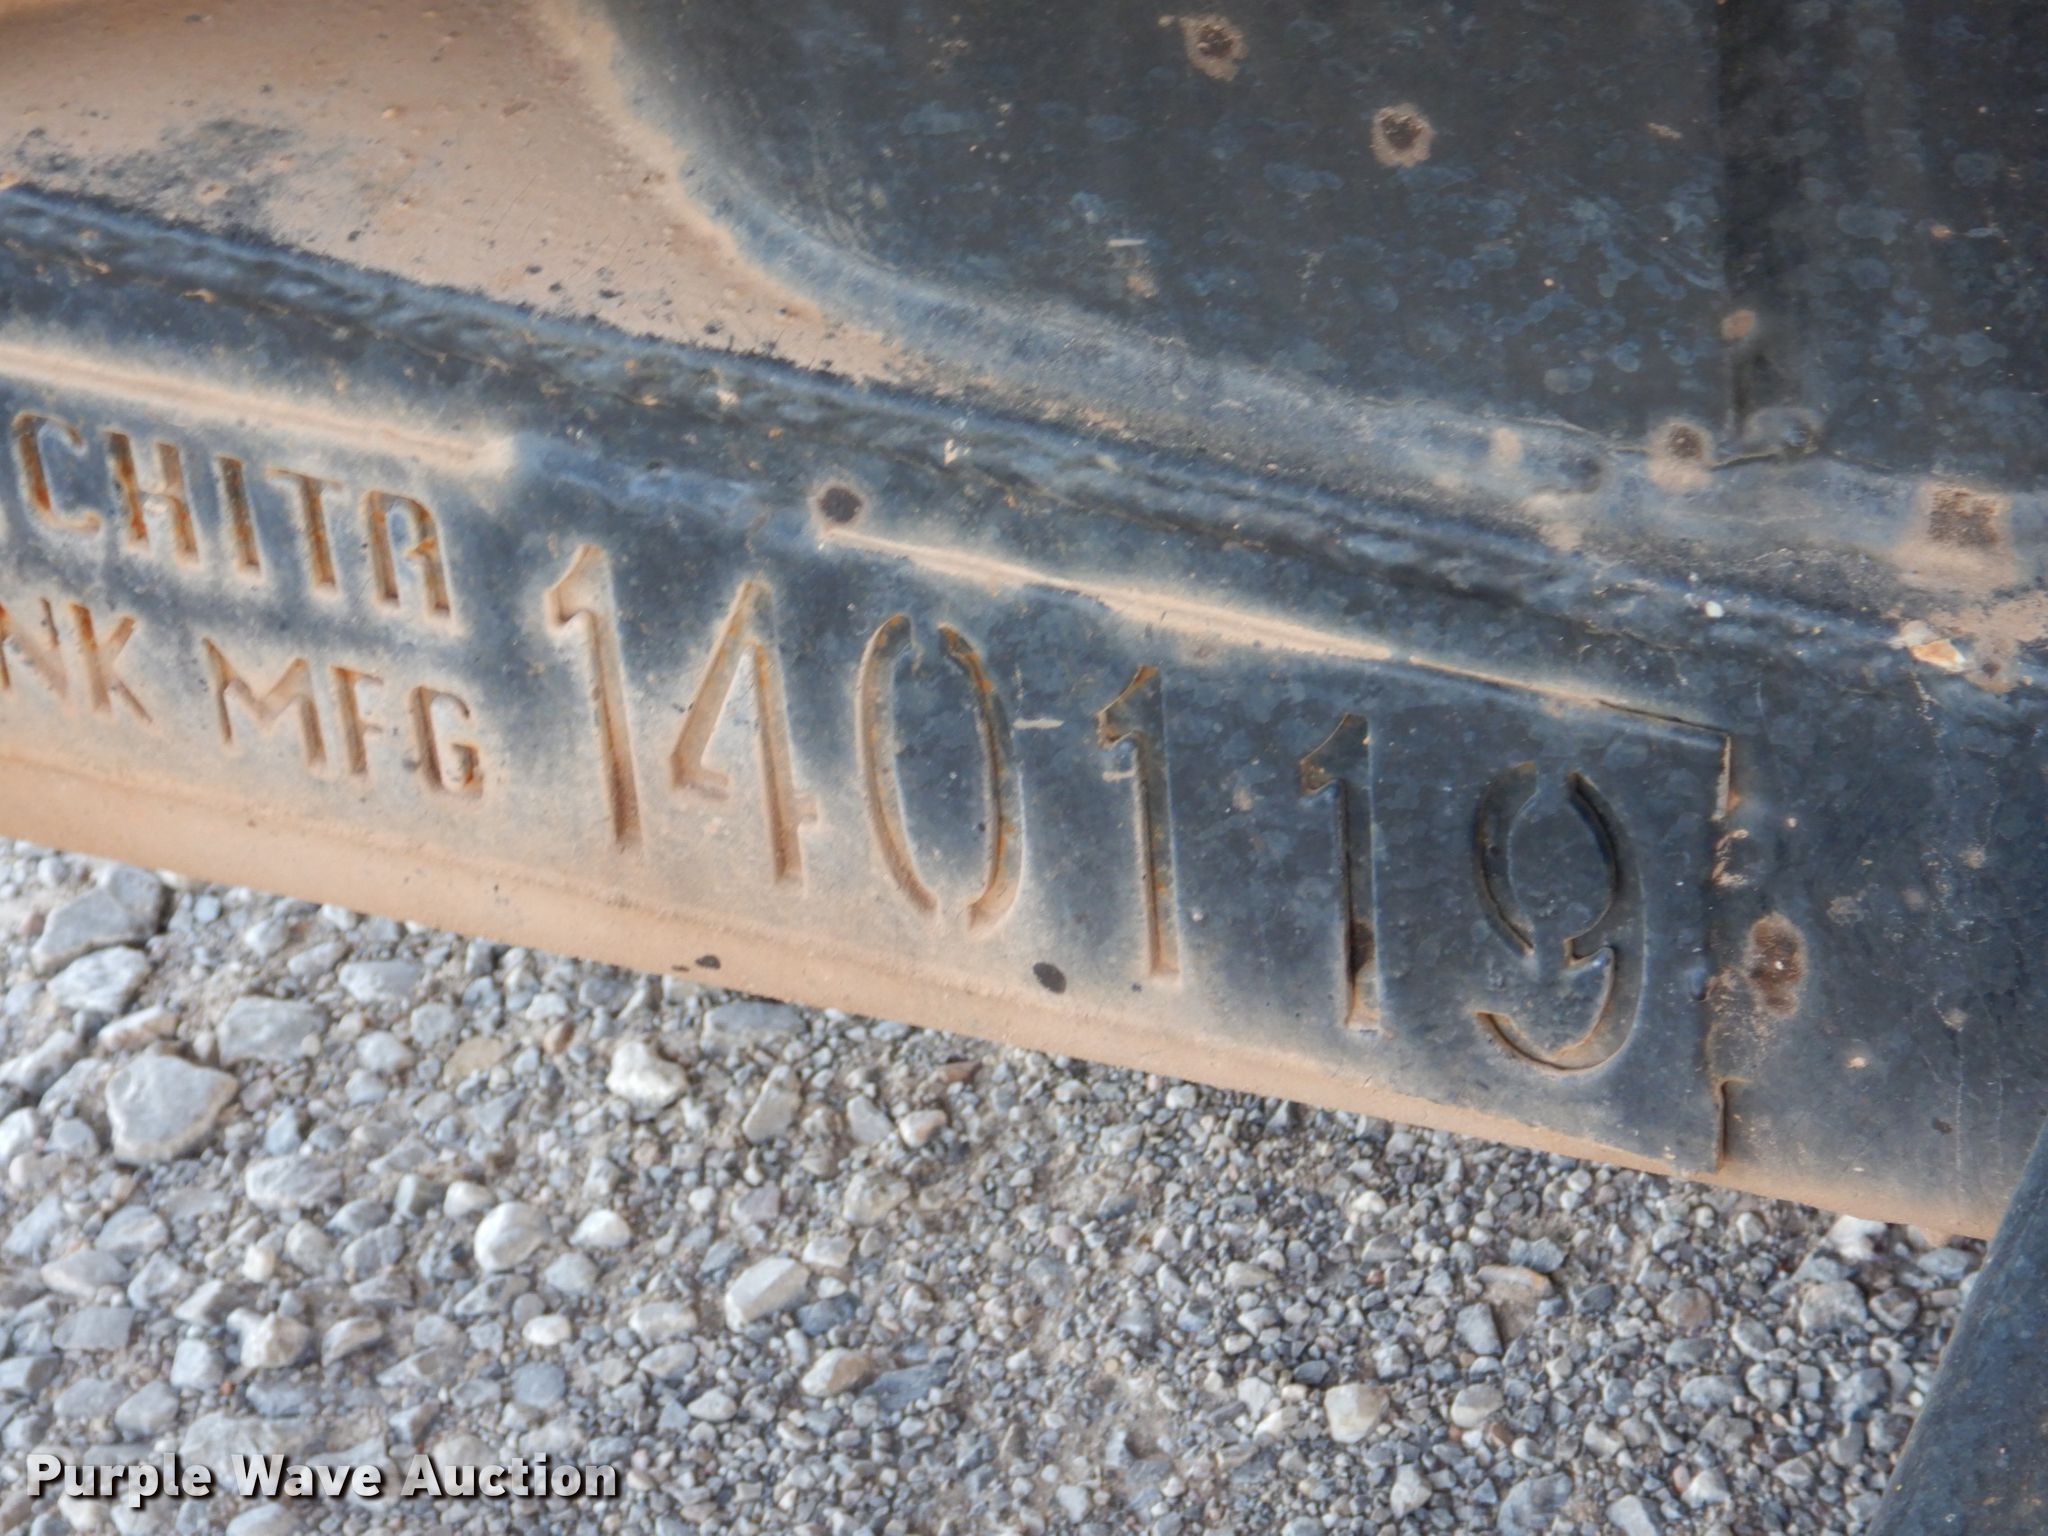 CHITA
NK MFG
140119
Purple Wave Auction